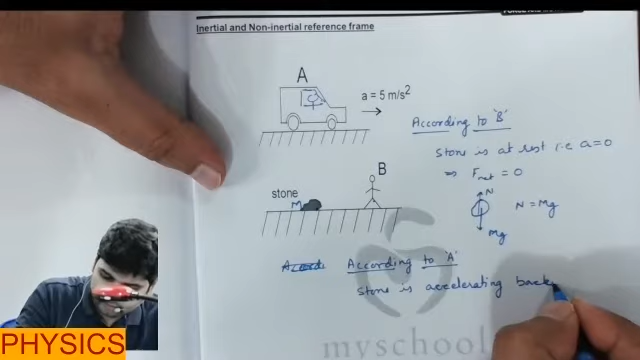 Inertial and Non-inertial reference frame
A
a = 5 m/s²
According to 'B'
Stone is at rest i.e a=0
⇒ Fnet = 0
B
stone
M
N
N = Mg
Mg
According to 'A'
Stone is accelerating back
myschool
PHYSICS